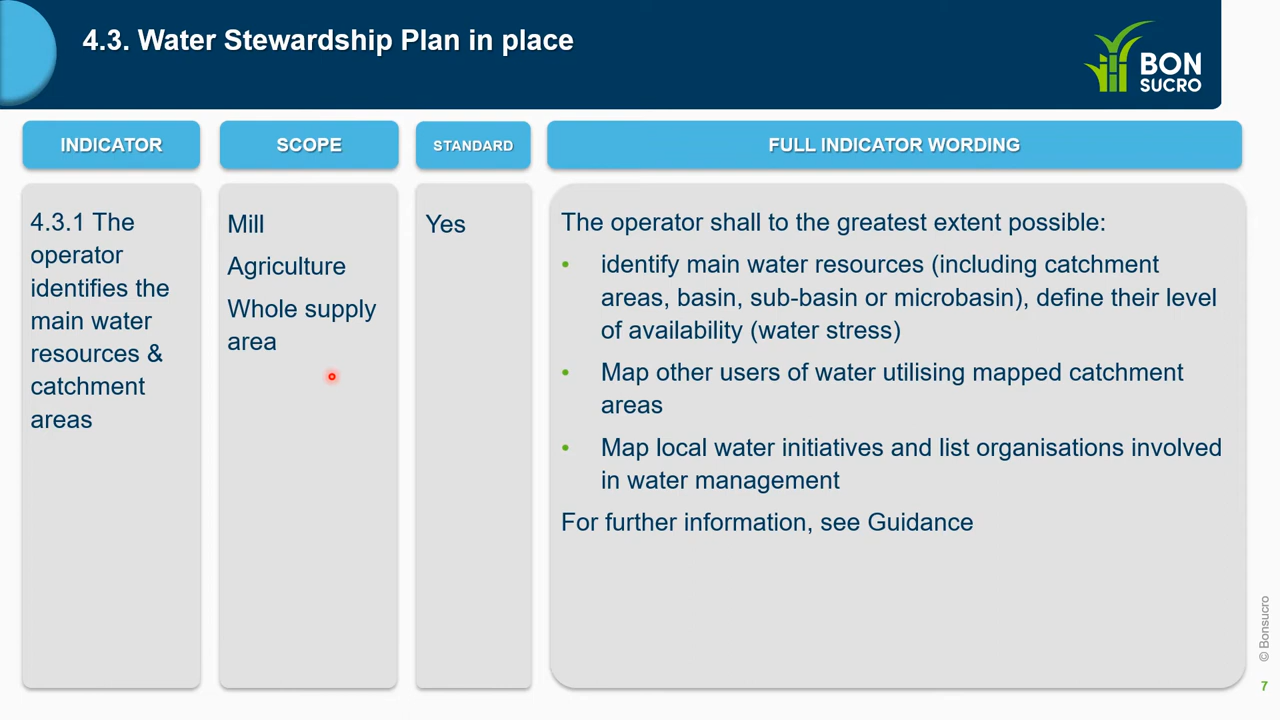 4.3. Water Stewardship Plan in place
BON
SUCRO
INDICATOR
SCOPE
STANDARD
FULL INDICATOR WORDING
4.3.1 The
operator
identifies the
main water
resources &
catchment
areas
Mill
Agriculture
Whole supply
area
Yes
The operator shall to the greatest extent possible:
• identify main water resources (including catchment
areas, basin, sub-basin or microbasin), define their level
of availability (water stress)
• Map other users of water utilising mapped catchment
areas
• Map local water initiatives and list organisations involved
in water management
For further information, see Guidance
© Bonsucro
7